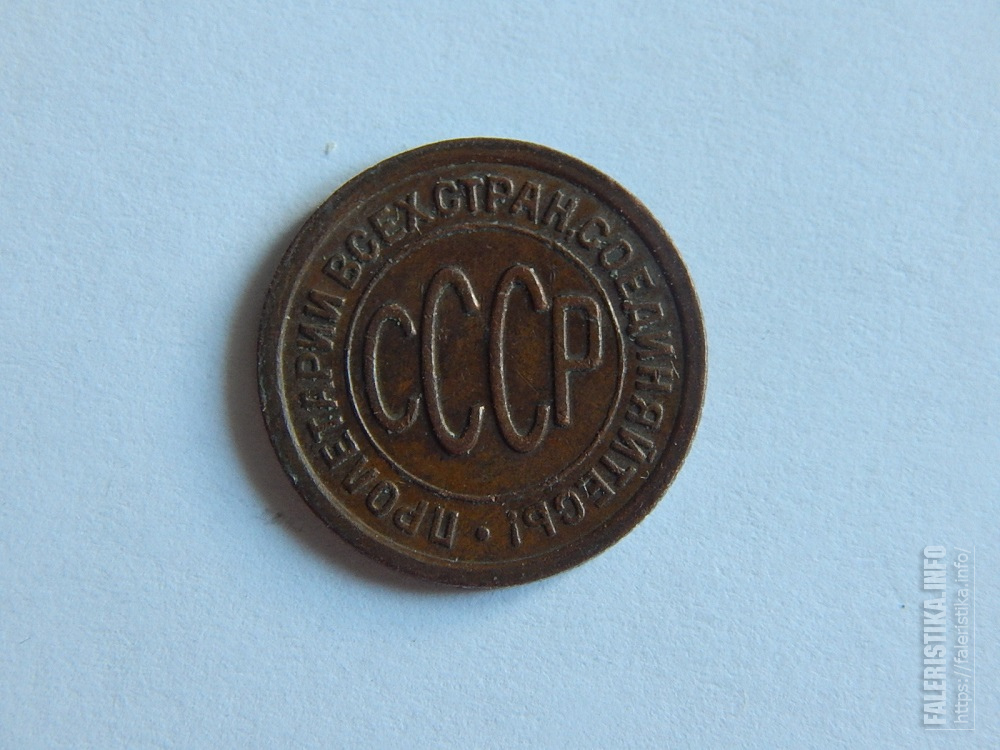 ПРОЛЕТАРИИ ВСЕХ.СТРАН.СОЕДИНЯЙТЕСЬ! •
СССР
FALERISTIKA.INFO
https://faleristika.info/